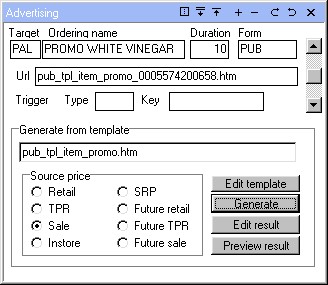 Advertising
Target Ordering name Duration Form
PAL PROMO WHITE VINEGAR 10 PUB
Url pub_tpl_item_promo_0005574200658.htm
Trigger Type Key
Generate from template
pub_tpl_item_promo.htm
Source price
Retail SRP
TPR Future retail
Sale Future TPR
Instore Future sale
Edit template
Generate
Edit result
Preview result